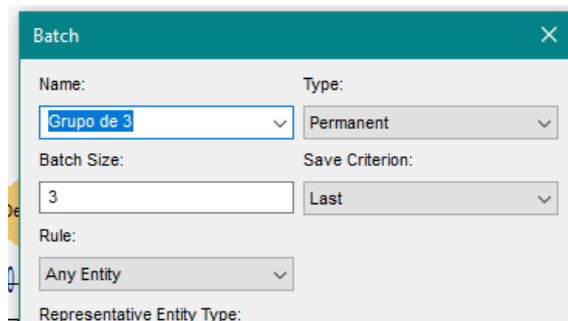 Batch
Name:
Type:
Grupo de 3
Permanent
Batch Size:
Save Criterion:
3
Last
Rule:
Any Entity
Representative Entity Type:
De